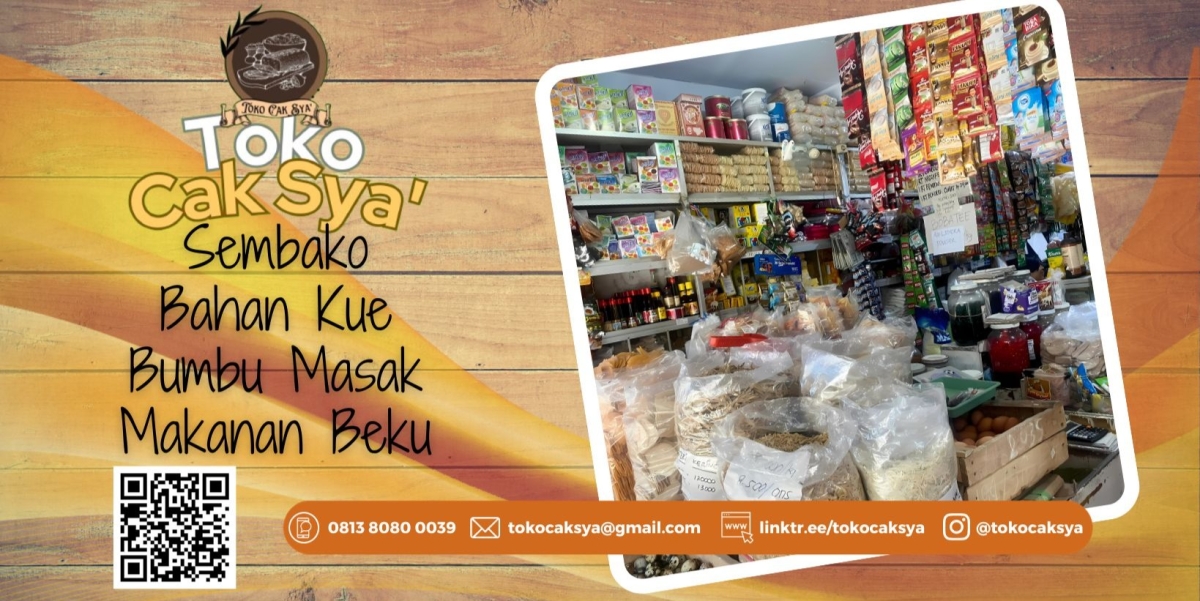 TOKO CAK SYA'
Toko
Cak Sya'
Sembako
Bahan Kue
Bumbu Masak
Makanan Beku
0813 8080 0039
tokocaksya@gmail.com
WWW
linktr.ee/tokocaksya
@tokocaksya